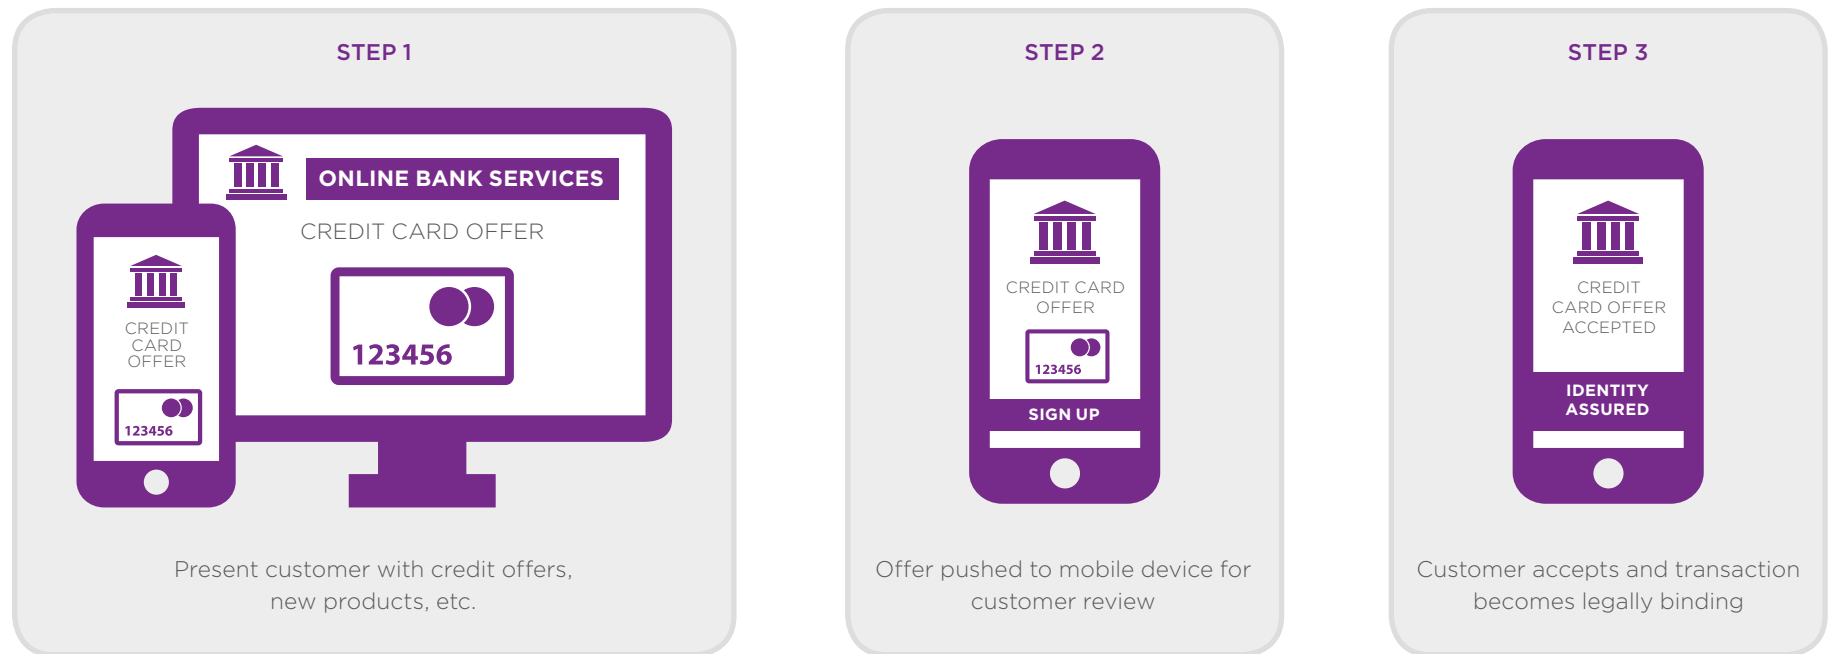 STEP 1
ONLINE BANK SERVICES
CREDIT CARD OFFER
123456
CREDIT
CARD
OFFER
123456
Present customer with credit offers,
new products, etc.
STEP 2
CREDIT CARD
OFFER
123456
SIGN UP
Offer pushed to mobile device for
customer review
STEP 3
CREDIT
CARD OFFER
ACCEPTED
IDENTITY
ASSURED
Customer accepts and transaction
becomes legally binding